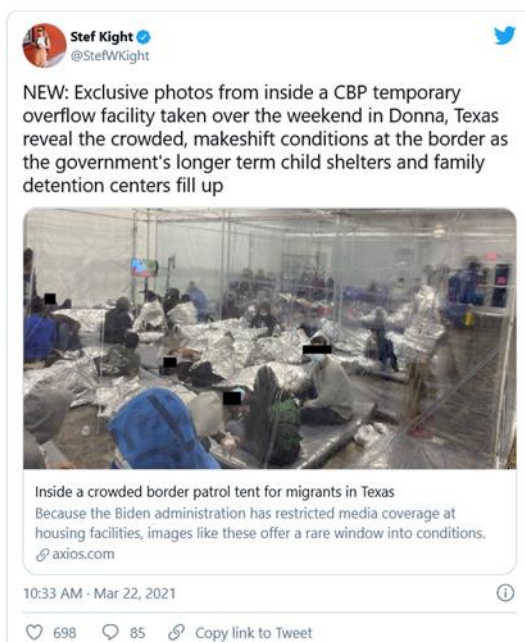 Stef Kight
@StefWKight
NEW: Exclusive photos from inside a CBP temporary
overflow facility taken over the weekend in Donna, Texas
reveal the crowded, makeshift conditions at the border as
the government's longer term child shelters and family
detention centers fill up
Inside a crowded border patrol tent for migrants in Texas
Because the Biden administration has restricted media coverage at
housing facilities, images like these offer a rare window into conditions.
axios.com
10:33 AM · Mar 22, 2021
698 85 Copy link to Tweet